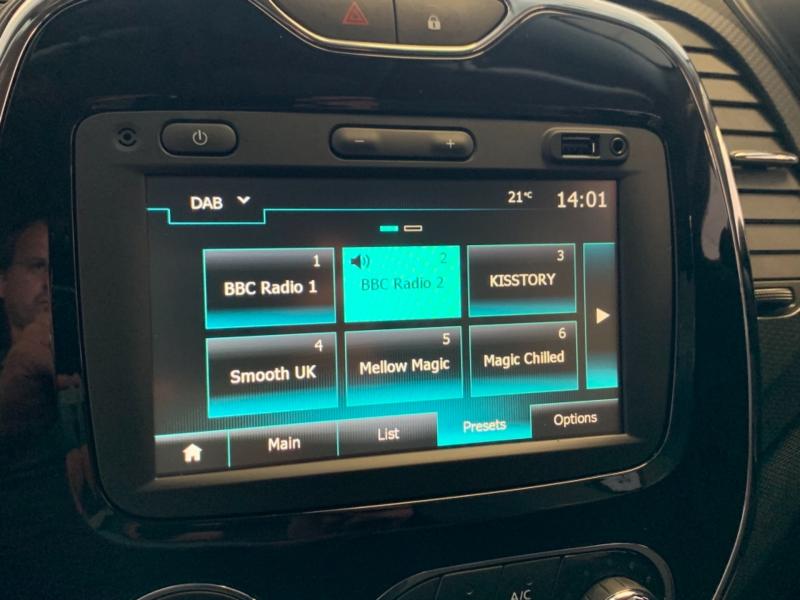 DAB
21°C
14:01
1
BBC Radio 1
2
BBC Radio 2
3
KISSTORY
4
Smooth UK
5
Mellow Magic
6
Magic Chilled
Main
List
Presets
Options
A/C